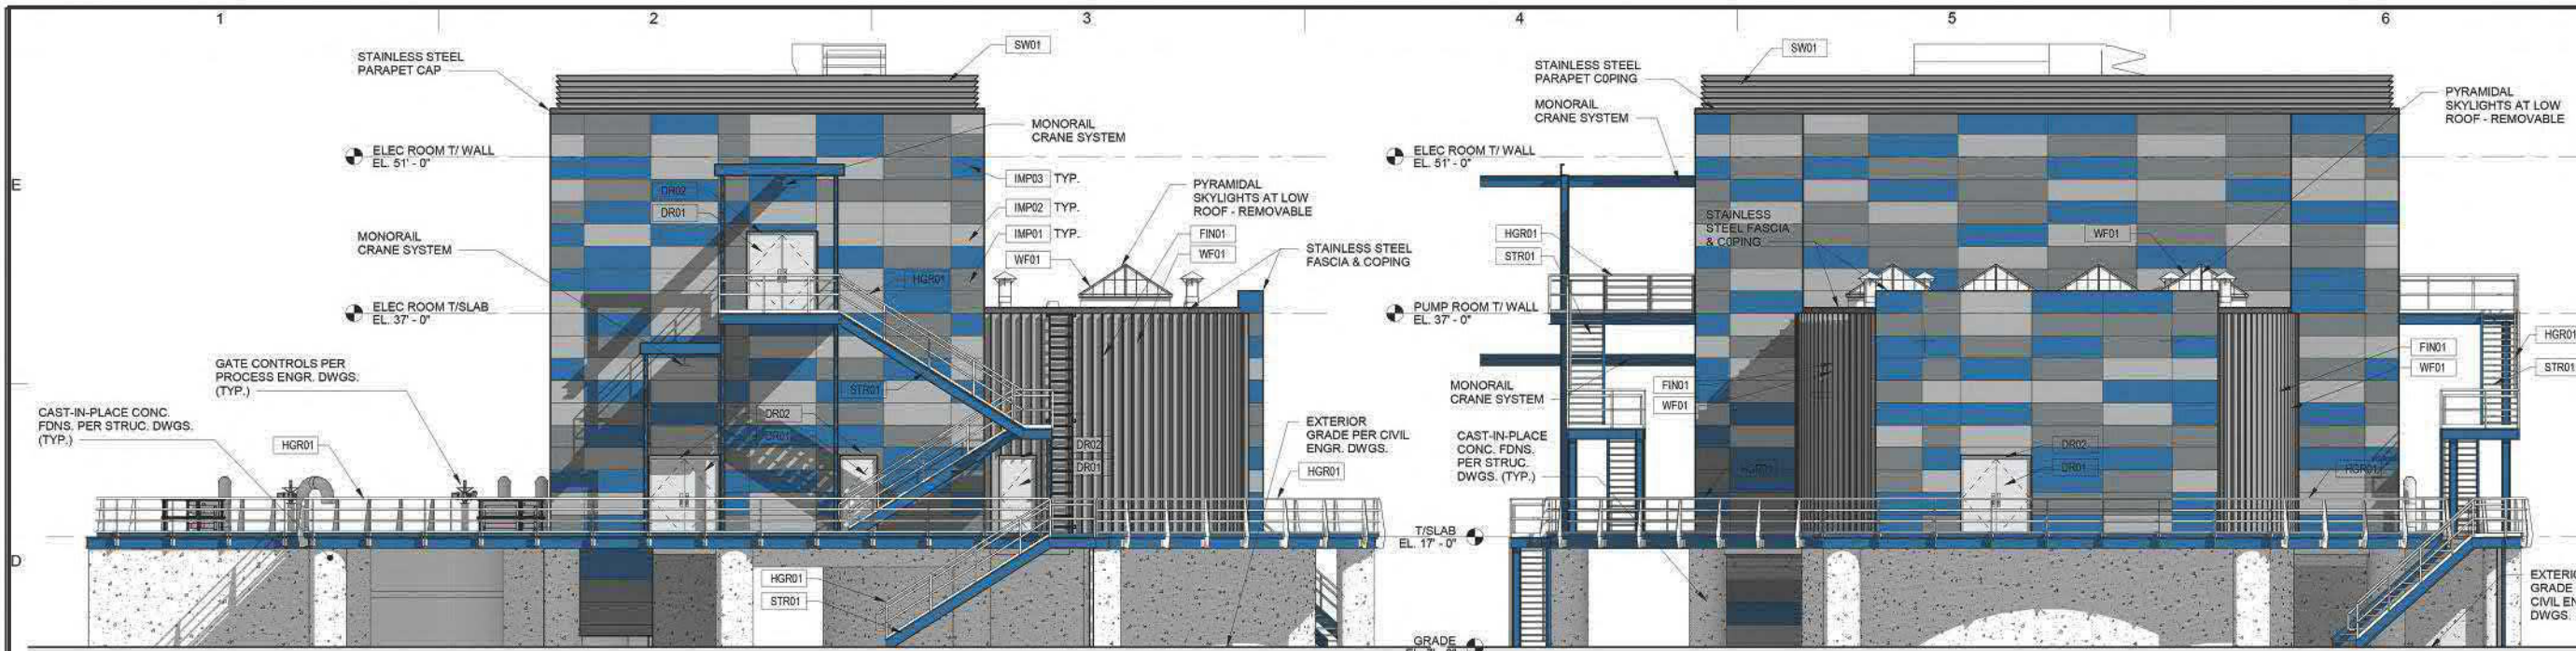 1
2
3
4
5
6
E
D
STAINLESS STEEL
PARAPET CAP
SW01
ELEC ROOM T/ WALL
EL. 51' - 0"
MONORAIL
CRANE SYSTEM
DR02
DR01
IMP03 TYP.
IMP02 TYP.
IMP01 TYP.
PYRAMIDAL
SKYLIGHTS AT LOW
ROOF - REMOVABLE
FIN01
WF01
WF01
STAINLESS STEEL
FASCIA & COPING
MONORAIL
CRANE SYSTEM
HGR01
ELEC ROOM T/SLAB
EL. 37' - 0"
GATE CONTROLS PER
PROCESS ENGR. DWGS.
(TYP.)
STR01
CAST-IN-PLACE CONC.
FDNS. PER STRUC. DWGS.
(TYP.)
HGR01
DR02
DR01
DR02
DR01
EXTERIOR
GRADE PER CIVIL
ENGR. DWGS.
HGR01
HGR01
STR01
STAINLESS STEEL
PARAPET COPING
SW01
MONORAIL
CRANE SYSTEM
PYRAMIDAL
SKYLIGHTS AT LOW
ROOF - REMOVABLE
ELEC ROOM T/ WALL
EL. 51' - 0"
HGR01
STR01
STAINLESS
STEEL FASCIA
& COPING
WF01
PUMP ROOM T/ WALL
EL. 37' - 0"
MONORAIL
CRANE SYSTEM
FIN01
WF01
FIN01
WF01
HGR01
STR01
CAST-IN-PLACE
CONC. FDNS.
PER STRUC.
DWGS. (TYP.)
HGR01
DR02
DR01
HGR01
T/SLAB
EL. 17' - 0"
GRADE
GRADE
CIVIL
DWGS.